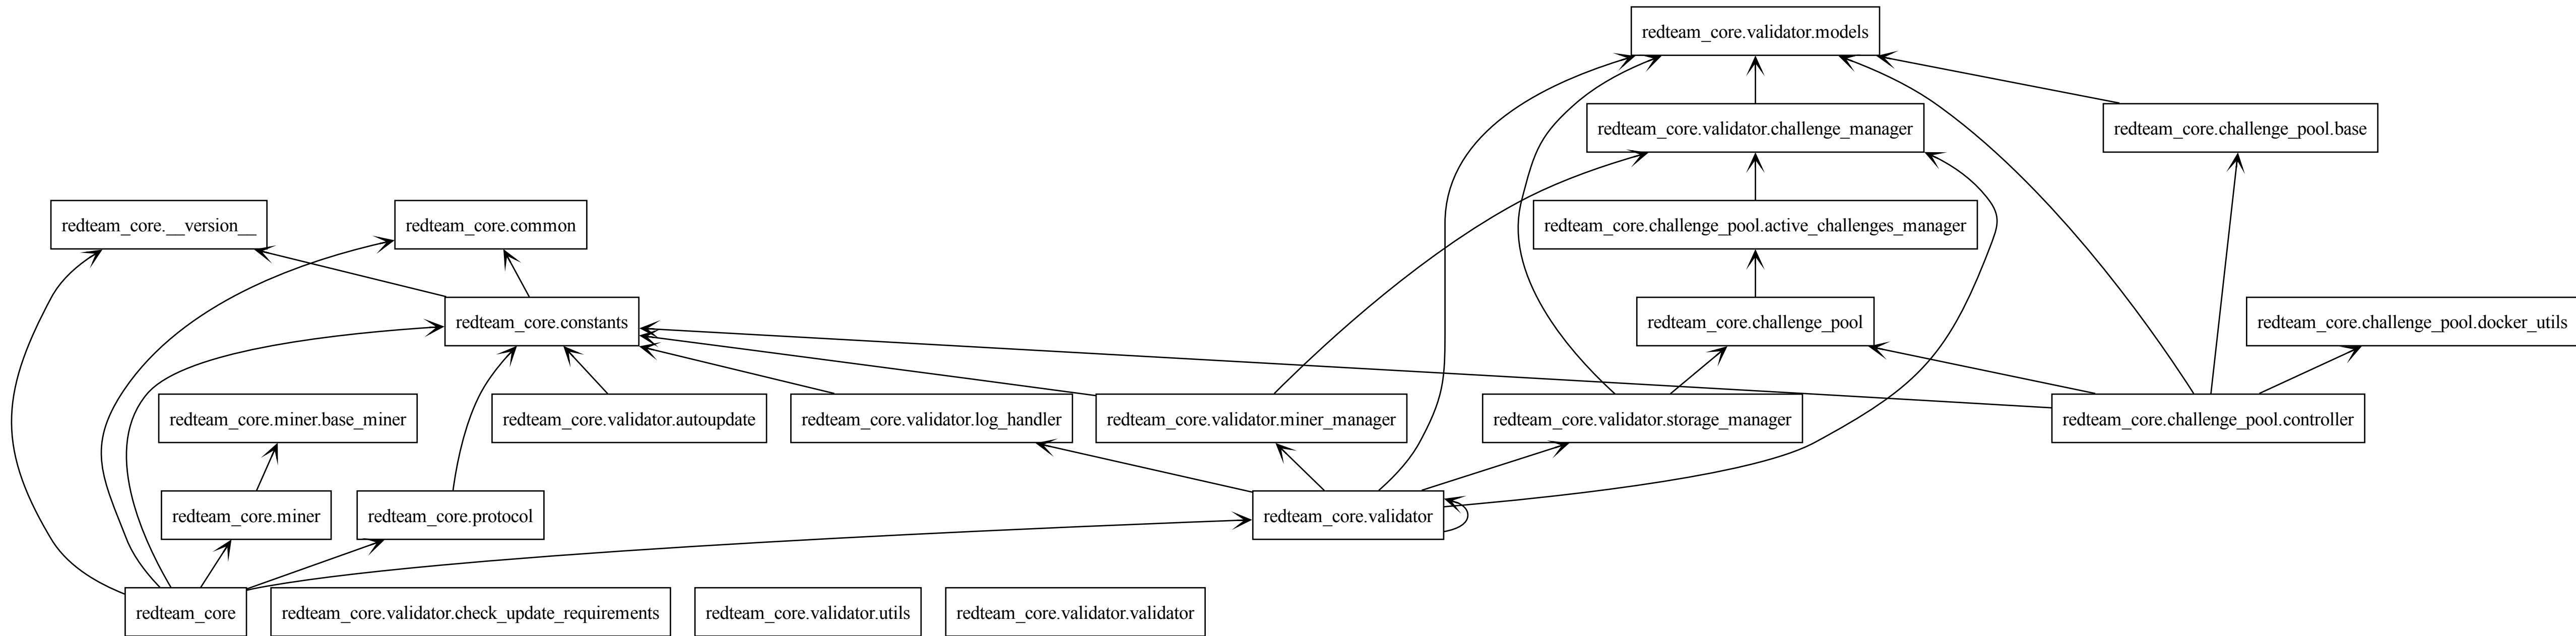 redteam_core.validator.models
redteam_core.validator.challenge_manager
redteam_core.challenge_pool.base
redteam_core.__version__
redteam_core.common
redteam_core.challenge_pool.active_challenges_manager
redteam_core.constants
redteam_core.challenge_pool
redteam_core.challenge_pool.docker_utils
redteam_core.miner.base_miner
redteam_core.validator.autoupdate
redteam_core.validator.log_handler
redteam_core.validator.miner_manager
redteam_core.validator.storage_manager
redteam_core.challenge_pool.controller
redteam_core.miner
redteam_core.protocol
redteam_core.validator
redteam_core
redteam_core.validator.check_update_requirements
redteam_core.validator.utils
redteam_core.validator.validator